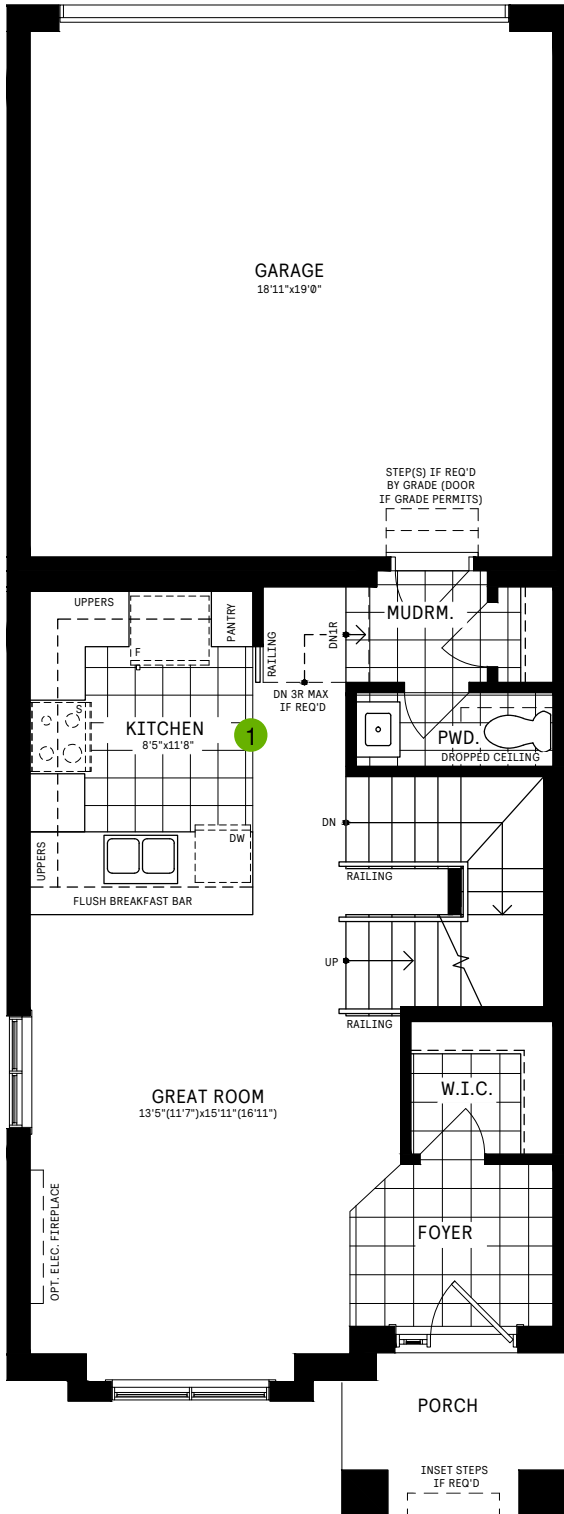 GARAGE
18'11"x19'0"
STEP(S) IF REQ'D
BY GRADE (DOOR
IF GRADE PERMITS)
UPPERS
PANTRY
F
RAILING
DN1R
MUDRM.
DN 3R MAX
IF REQ'D
S
KITCHEN
8'5"x11'8"
1
PWD.
DROPPED CEILING
DN
DW
UPPERS
RAILING
FLUSH BREAKFAST BAR
UP
RAILING
W.I.C.
GREAT ROOM
13'5"(11'7")x15'11"(16'11")
OPT. ELEC. FIREPLACE
FOYER
PORCH
INSET STEPS
IF REQ'D